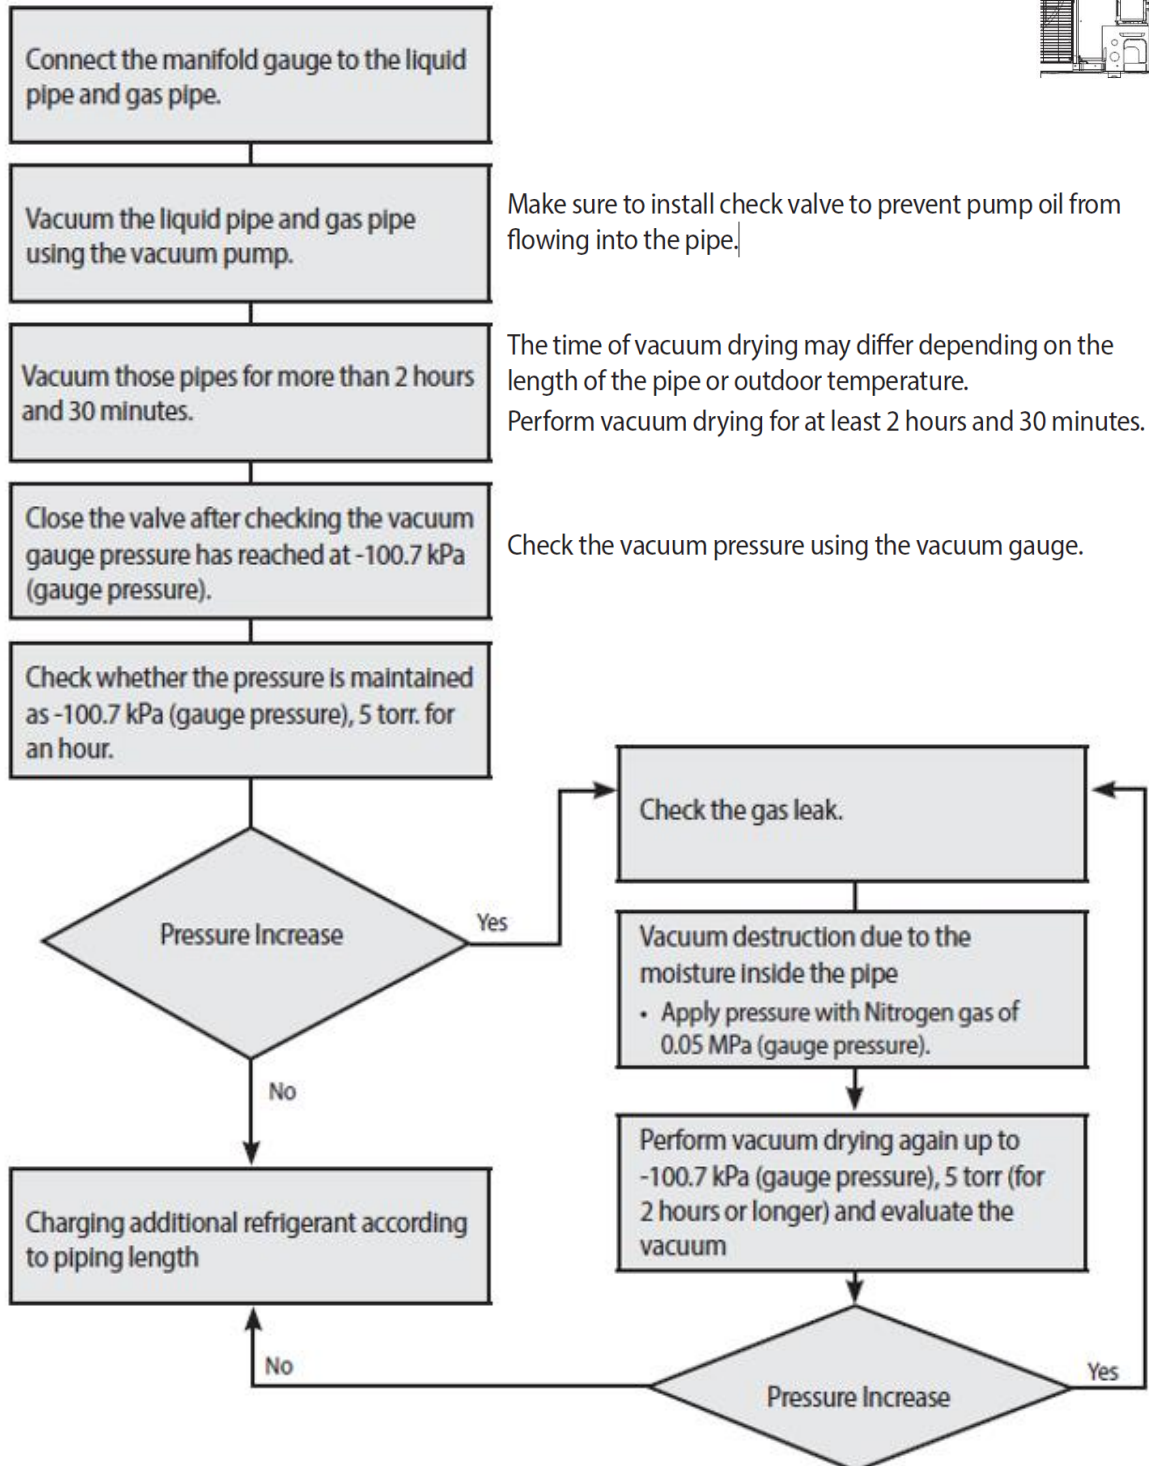 Connect the manifold gauge to the liquid
pipe and gas pipe.
Vacuum the liquid pipe and gas pipe
using the vacuum pump.
Make sure to install check valve to prevent pump oil from
flowing into the pipe.
Vacuum those pipes for more than 2 hours
and 30 minutes.
The time of vacuum drying may differ depending on the
length of the pipe or outdoor temperature.
Perform vacuum drying for at least 2 hours and 30 minutes.
Close the valve after checking the vacuum
gauge pressure has reached at -100.7 kPa
(gauge pressure).
Check the vacuum pressure using the vacuum gauge.
Check whether the pressure is maintained
as -100.7 kPa (gauge pressure), 5 torr. for
an hour.
Pressure Increase
Yes
No
Check the gas leak.
Vacuum destruction due to the
moisture inside the pipe
• Apply pressure with Nitrogen gas of
0.05 MPa (gauge pressure).
Perform vacuum drying again up to
-100.7 kPa (gauge pressure), 5 torr (for
2 hours or longer) and evaluate the
vacuum
Pressure Increase
Yes
No
Charging additional refrigerant according
to piping length